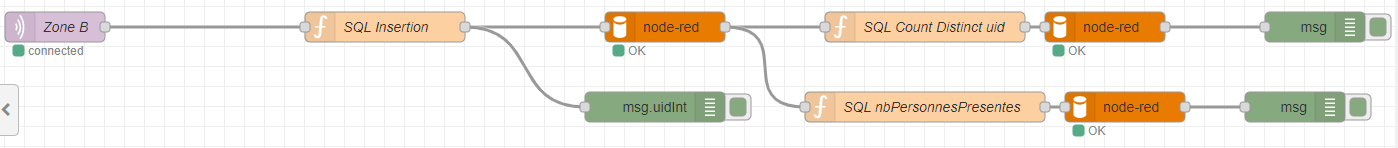 Zone B
SQL Insertion
node-red
SQL Count Distinct uid
node-red
msg
connected
OK
OK
msg.uidInt
SQL nbPersonnesPresentes
node-red
msg
OK